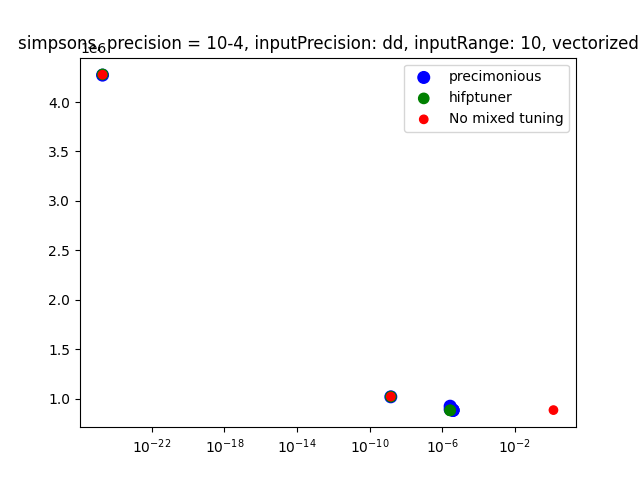 simpsons, precision = 10-4, inputPrecision: dd, inputRange: 10, vectorized
1e6
precimonious
hifptuner
No mixed tuning
4.0
3.5
3.0
2.5
2.0
1.5
1.0
10⁻²² 10⁻¹⁸ 10⁻¹⁴ 10⁻¹⁰ 10⁻⁶ 10⁻²